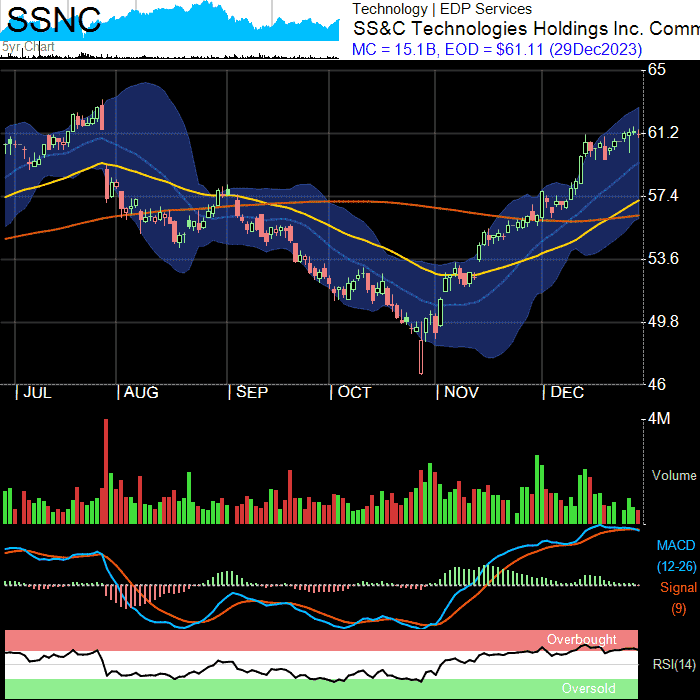 SSNC
5yr Chart
Technology | EDP Services
SS&C Technologies Holdings Inc. Comm
MC = 15.1B, EOD = $61.11 (29Dec2023)
65
61.2
57.4
53.6
49.8
46
| JUL | AUG | SEP | OCT | NOV | DEC
4M
Volume
MACD
(12-26)
Signal
(9)
Overbought
RSI(14)
Oversold